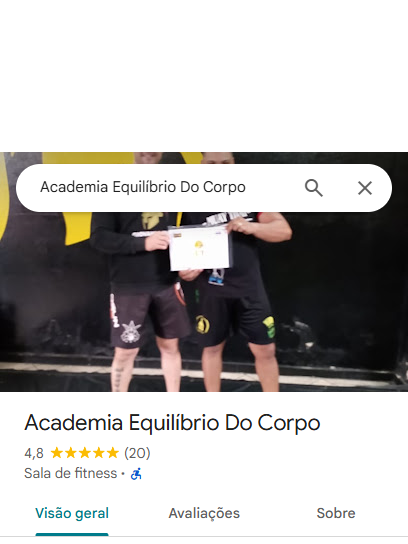 Academia Equilíbrio Do Corpo
Academia Equilíbrio Do Corpo
4,8 (20)
Sala de fitness ·
Visão geral Avaliações Sobre